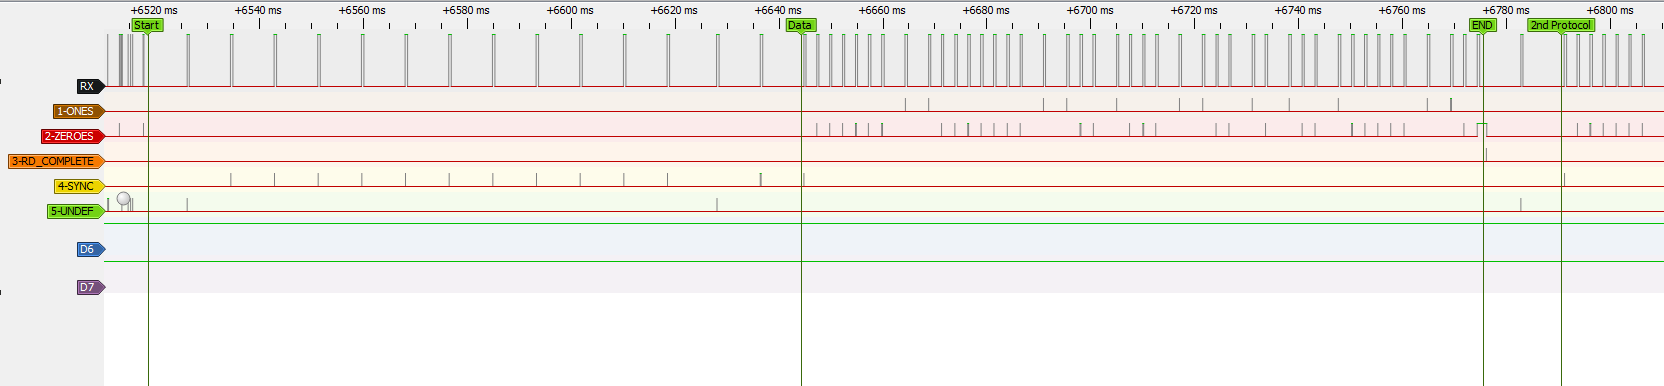 +6520 ms +6540 ms +6560 ms +6580 ms +6600 ms +6620 ms +6640 ms +6660 ms +6680 ms +6700 ms +6720 ms +6740 ms +6760 ms +6780 ms +6800 ms
Start Data END 2nd Protocol
RX
1-ONES
2-ZEROES
3-RD_COMPLETE
4-SYNC
5-UNDEF
D6
D7